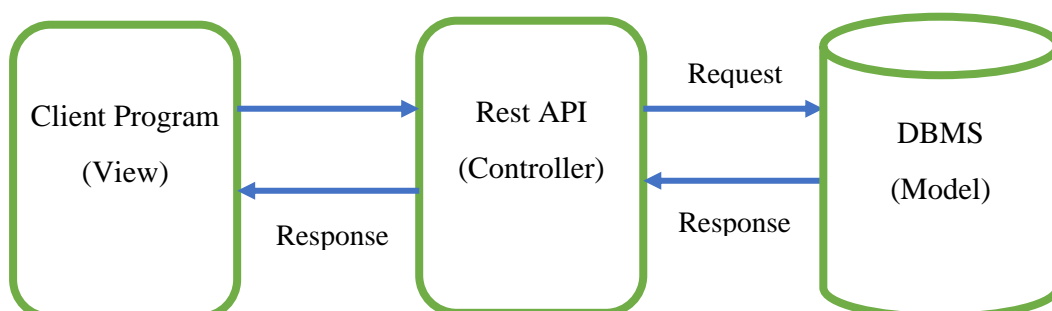 Client Program
(View)
Response
Rest API
(Controller)
Request
Response
DBMS
(Model)